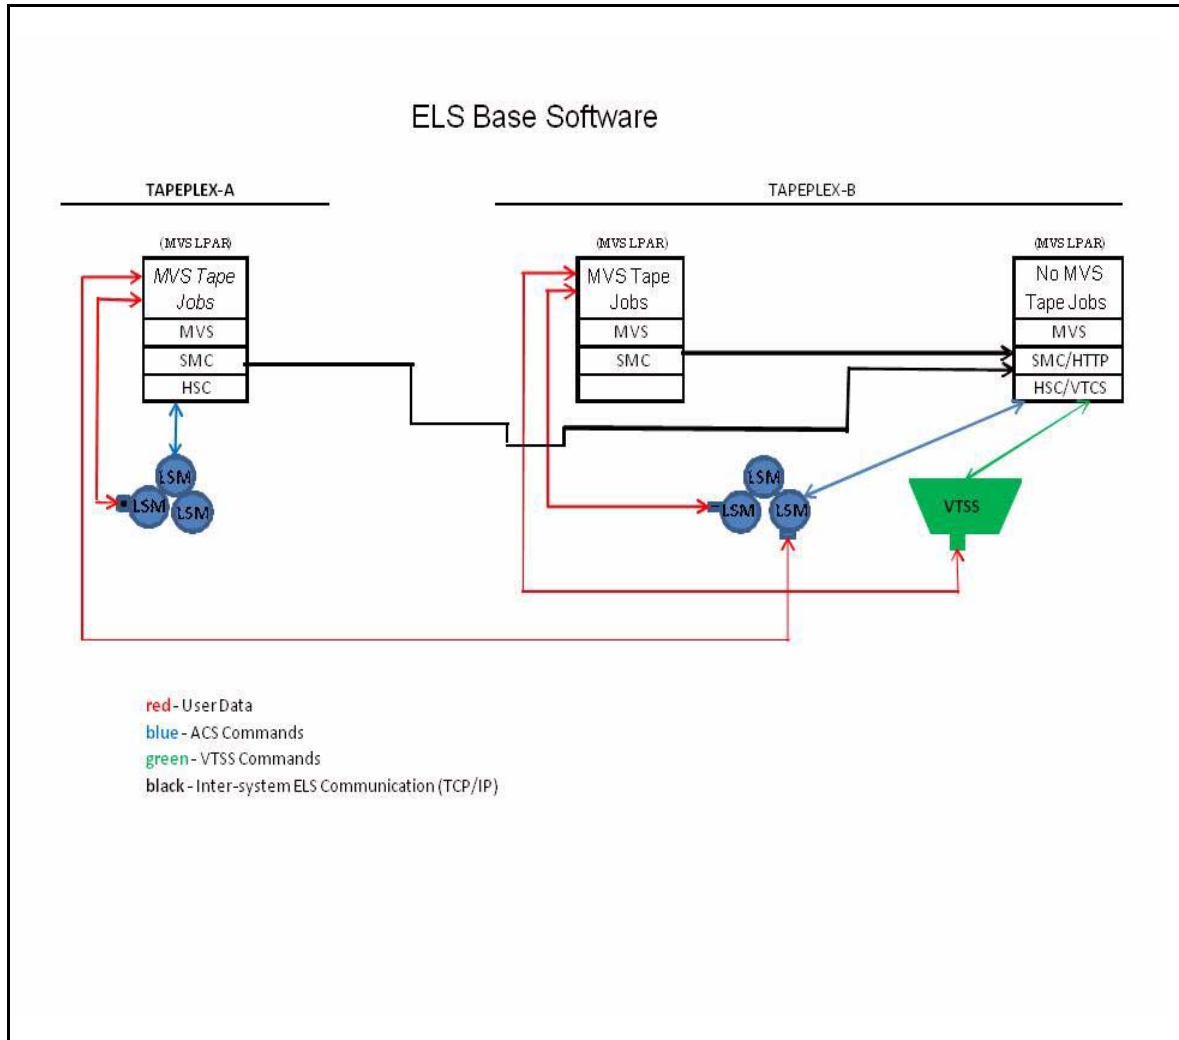 ELS Base Software
TAPEPLEX-A
TAPEPLEX-B
(MVS LPAR)
MVS Tape
Jobs
MVS
SMC
HSC
(MVS LPAR)
MVS Tape
Jobs
MVS
SMC
(MVS LPAR)
No MVS
Tape Jobs
MVS
SMC/HTTP
HSC/VTCS
LSM
LSM
LSM
LSM
LSM
LSM
VTSS
red - User Data
blue - ACS Commands
green - VTSS Commands
black - Inter-system ELS Communication (TCP/IP)